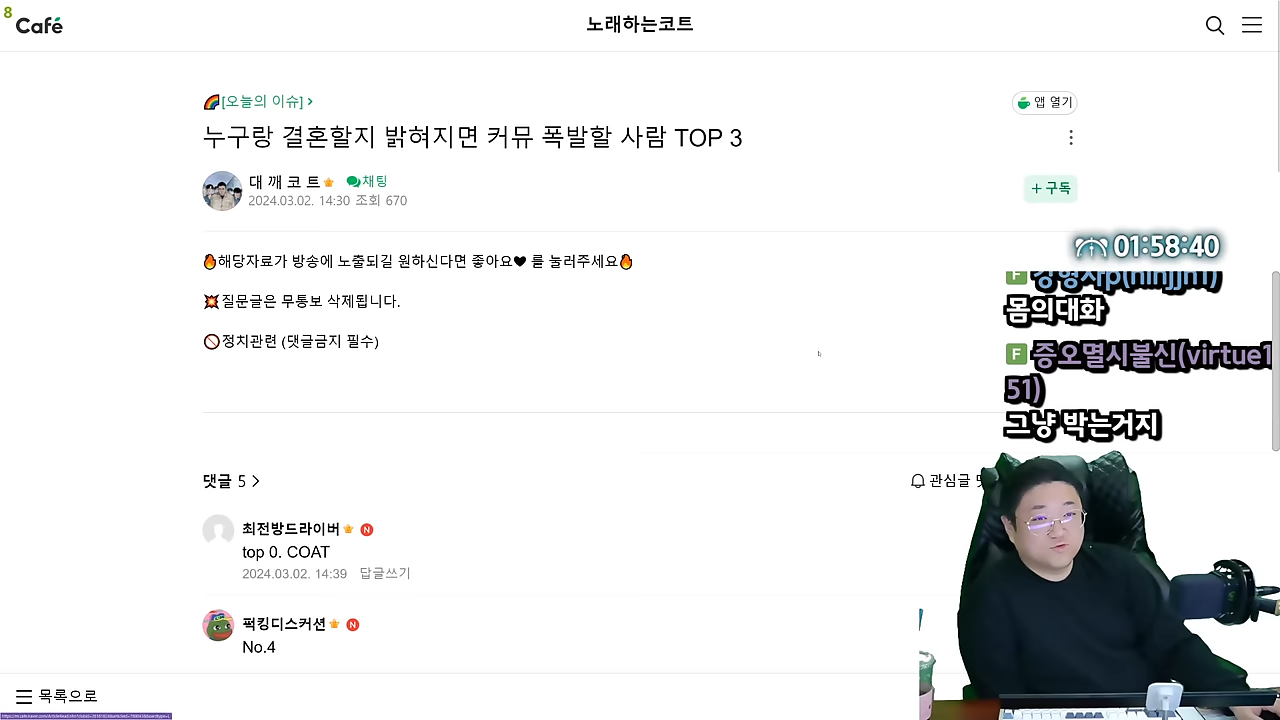 8
Café
노래하는코트
🌈[오늘의 이슈] >
앱 열기
누구랑 결혼할지 밝혀지면 커뮤 폭발할 사람 TOP 3
대 깨 코 트 채팅
2024.03.02. 14:30 조회 670
+ 구독
🔥해당자료가 방송에 노출되길 원하신다면 좋아요🖤 를 눌러주세요🔥
💥질문글은 무통보 삭제됩니다.
🚫정치관련 (댓글금지 필수)
01:58:40
F
몸의대화
F 증오멸시불신(virtue1
51)
그냥 박는거지
댓글 5 >
관심글
최전방드라이버 N
top 0. COAT
2024.03.02. 14:39 답글쓰기
퍽킹디스커션 N
No.4
목록으로